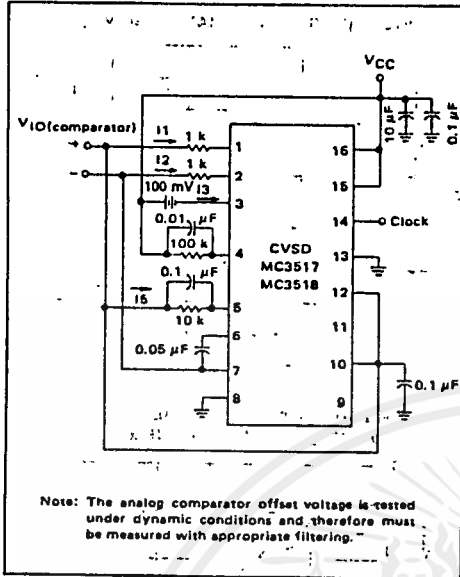 VCC
10 µF
0.1 µF
VIO(comparator)
+
−
I1
1 k
I2
1 k
100 mV
I3
0.01 µF
100 k
0.1 µF
I5
10 k
0.05 µF
1
2
3
4
5
6
7
8
CVSD
MC3517
MC3518
16
15
14
Clock
13
12
11
10
0.1 µF
9
Note: The analog comparator offset voltage is tested
under dynamic conditions and therefore must
be measured with appropriate filtering.